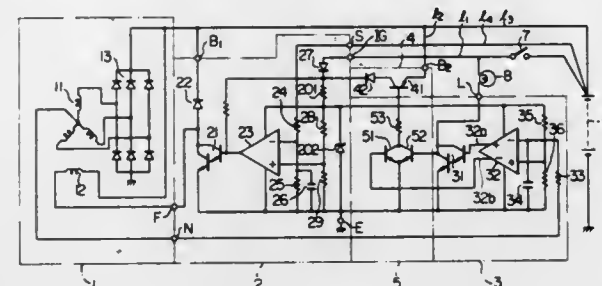 B₁ S IG l₂ l₁ l₄ l₃
13 27 4 7
11 22 42 B₂ 8
201 41 L i
24 28 53 35
12 21 23 202 51 52 32a 36
25 31 32
F 26 29 32b 34 33
N E
1 2 5 3